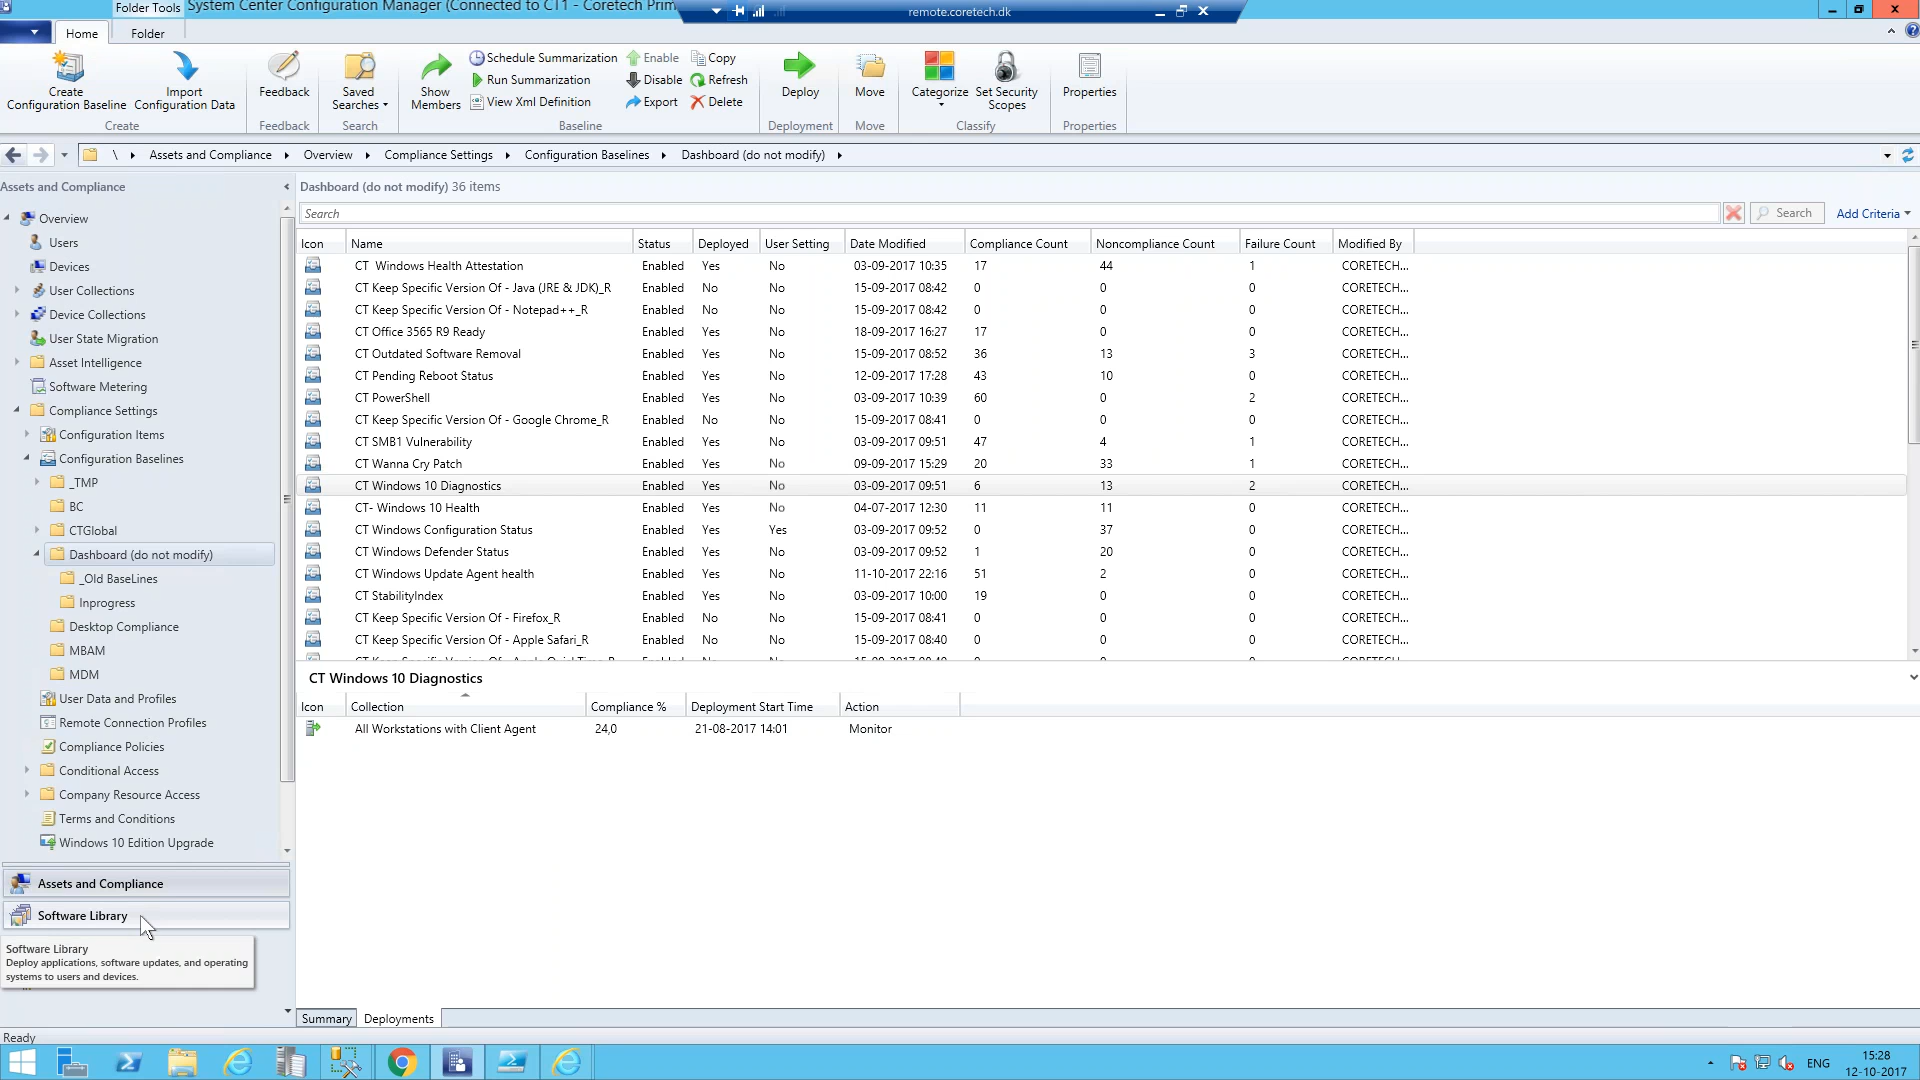 Folder Tools
System Center Configuration Manager (Connected to CT1 - Coretech Prim
remote.coretech.dk
Home
Folder
Create
Configuration Baseline
Import
Configuration Data
Create
Feedback
Feedback
Saved
Searches
Search
Show
Members
Schedule Summarization
Run Summarization
View Xml Definition
Enable
Disable
Export
Copy
Refresh
Delete
Baseline
Deploy
Deployment
Move
Move
Categorize
Set Security
Scopes
Classify
Properties
Properties
\ Assets and Compliance Overview Compliance Settings Configuration Baselines Dashboard (do not modify)
Assets and Compliance
Overview
Users
Devices
User Collections
Device Collections
User State Migration
Asset Intelligence
Software Metering
Compliance Settings
Configuration Items
Configuration Baselines
_TMP
BC
CTGlobal
Dashboard (do not modify)
_Old BaseLines
Inprogress
Desktop Compliance
MBAM
MDM
User Data and Profiles
Remote Connection Profiles
Compliance Policies
Conditional Access
Company Resource Access
Terms and Conditions
Windows 10 Edition Upgrade
Assets and Compliance
Software Library
Software Library
Deploy applications, software updates, and operating
systems to users and devices.
Dashboard (do not modify) 36 items
Search
Search
Add Criteria
Icon Name Status Deployed User Setting Date Modified Compliance Count Noncompliance Count Failure Count Modified By
CT  Windows Health Attestation Enabled Yes No 03-09-2017 10:35 17 44 1 CORETECH...
CT Keep Specific Version Of - Java (JRE & JDK)_R Enabled No No 15-09-2017 08:42 0 0 0 CORETECH...
CT Keep Specific Version Of - Notepad++_R Enabled No No 15-09-2017 08:42 0 0 0 CORETECH...
CT Office 3565 R9 Ready Enabled Yes No 18-09-2017 16:27 17 0 0 CORETECH...
CT Outdated Software Removal Enabled Yes No 15-09-2017 08:52 36 13 3 CORETECH...
CT Pending Reboot Status Enabled Yes No 12-09-2017 17:28 43 10 0 CORETECH...
CT PowerShell Enabled Yes No 03-09-2017 10:39 60 0 2 CORETECH...
CT Keep Specific Version Of - Google Chrome_R Enabled No No 15-09-2017 08:41 0 0 0 CORETECH...
CT SMB1 Vulnerability Enabled Yes No 03-09-2017 09:51 47 4 1 CORETECH...
CT Wanna Cry Patch Enabled Yes No 09-09-2017 15:29 20 33 1 CORETECH...
CT Windows 10 Diagnostics Enabled Yes No 03-09-2017 09:51 6 13 2 CORETECH...
CT- Windows 10 Health Enabled Yes No 04-07-2017 12:30 11 11 0 CORETECH...
CT Windows Configuration Status Enabled Yes Yes 03-09-2017 09:52 0 37 0 CORETECH...
CT Windows Defender Status Enabled Yes No 03-09-2017 09:52 1 20 0 CORETECH...
CT Windows Update Agent health Enabled Yes No 11-10-2017 22:16 51 2 0 CORETECH...
CT StabilityIndex Enabled Yes No 03-09-2017 10:00 19 0 0 CORETECH...
CT Keep Specific Version Of - Firefox_R Enabled No No 15-09-2017 08:41 0 0 0 CORETECH...
CT Keep Specific Version Of - Apple Safari_R Enabled No No 15-09-2017 08:40 0 0 0 CORETECH...
CT Windows 10 Diagnostics
Icon Collection Compliance % Deployment Start Time Action
All Workstations with Client Agent 24,0 21-08-2017 14:01 Monitor
Summary
Deployments
Ready
ENG
15:28
12-10-2017